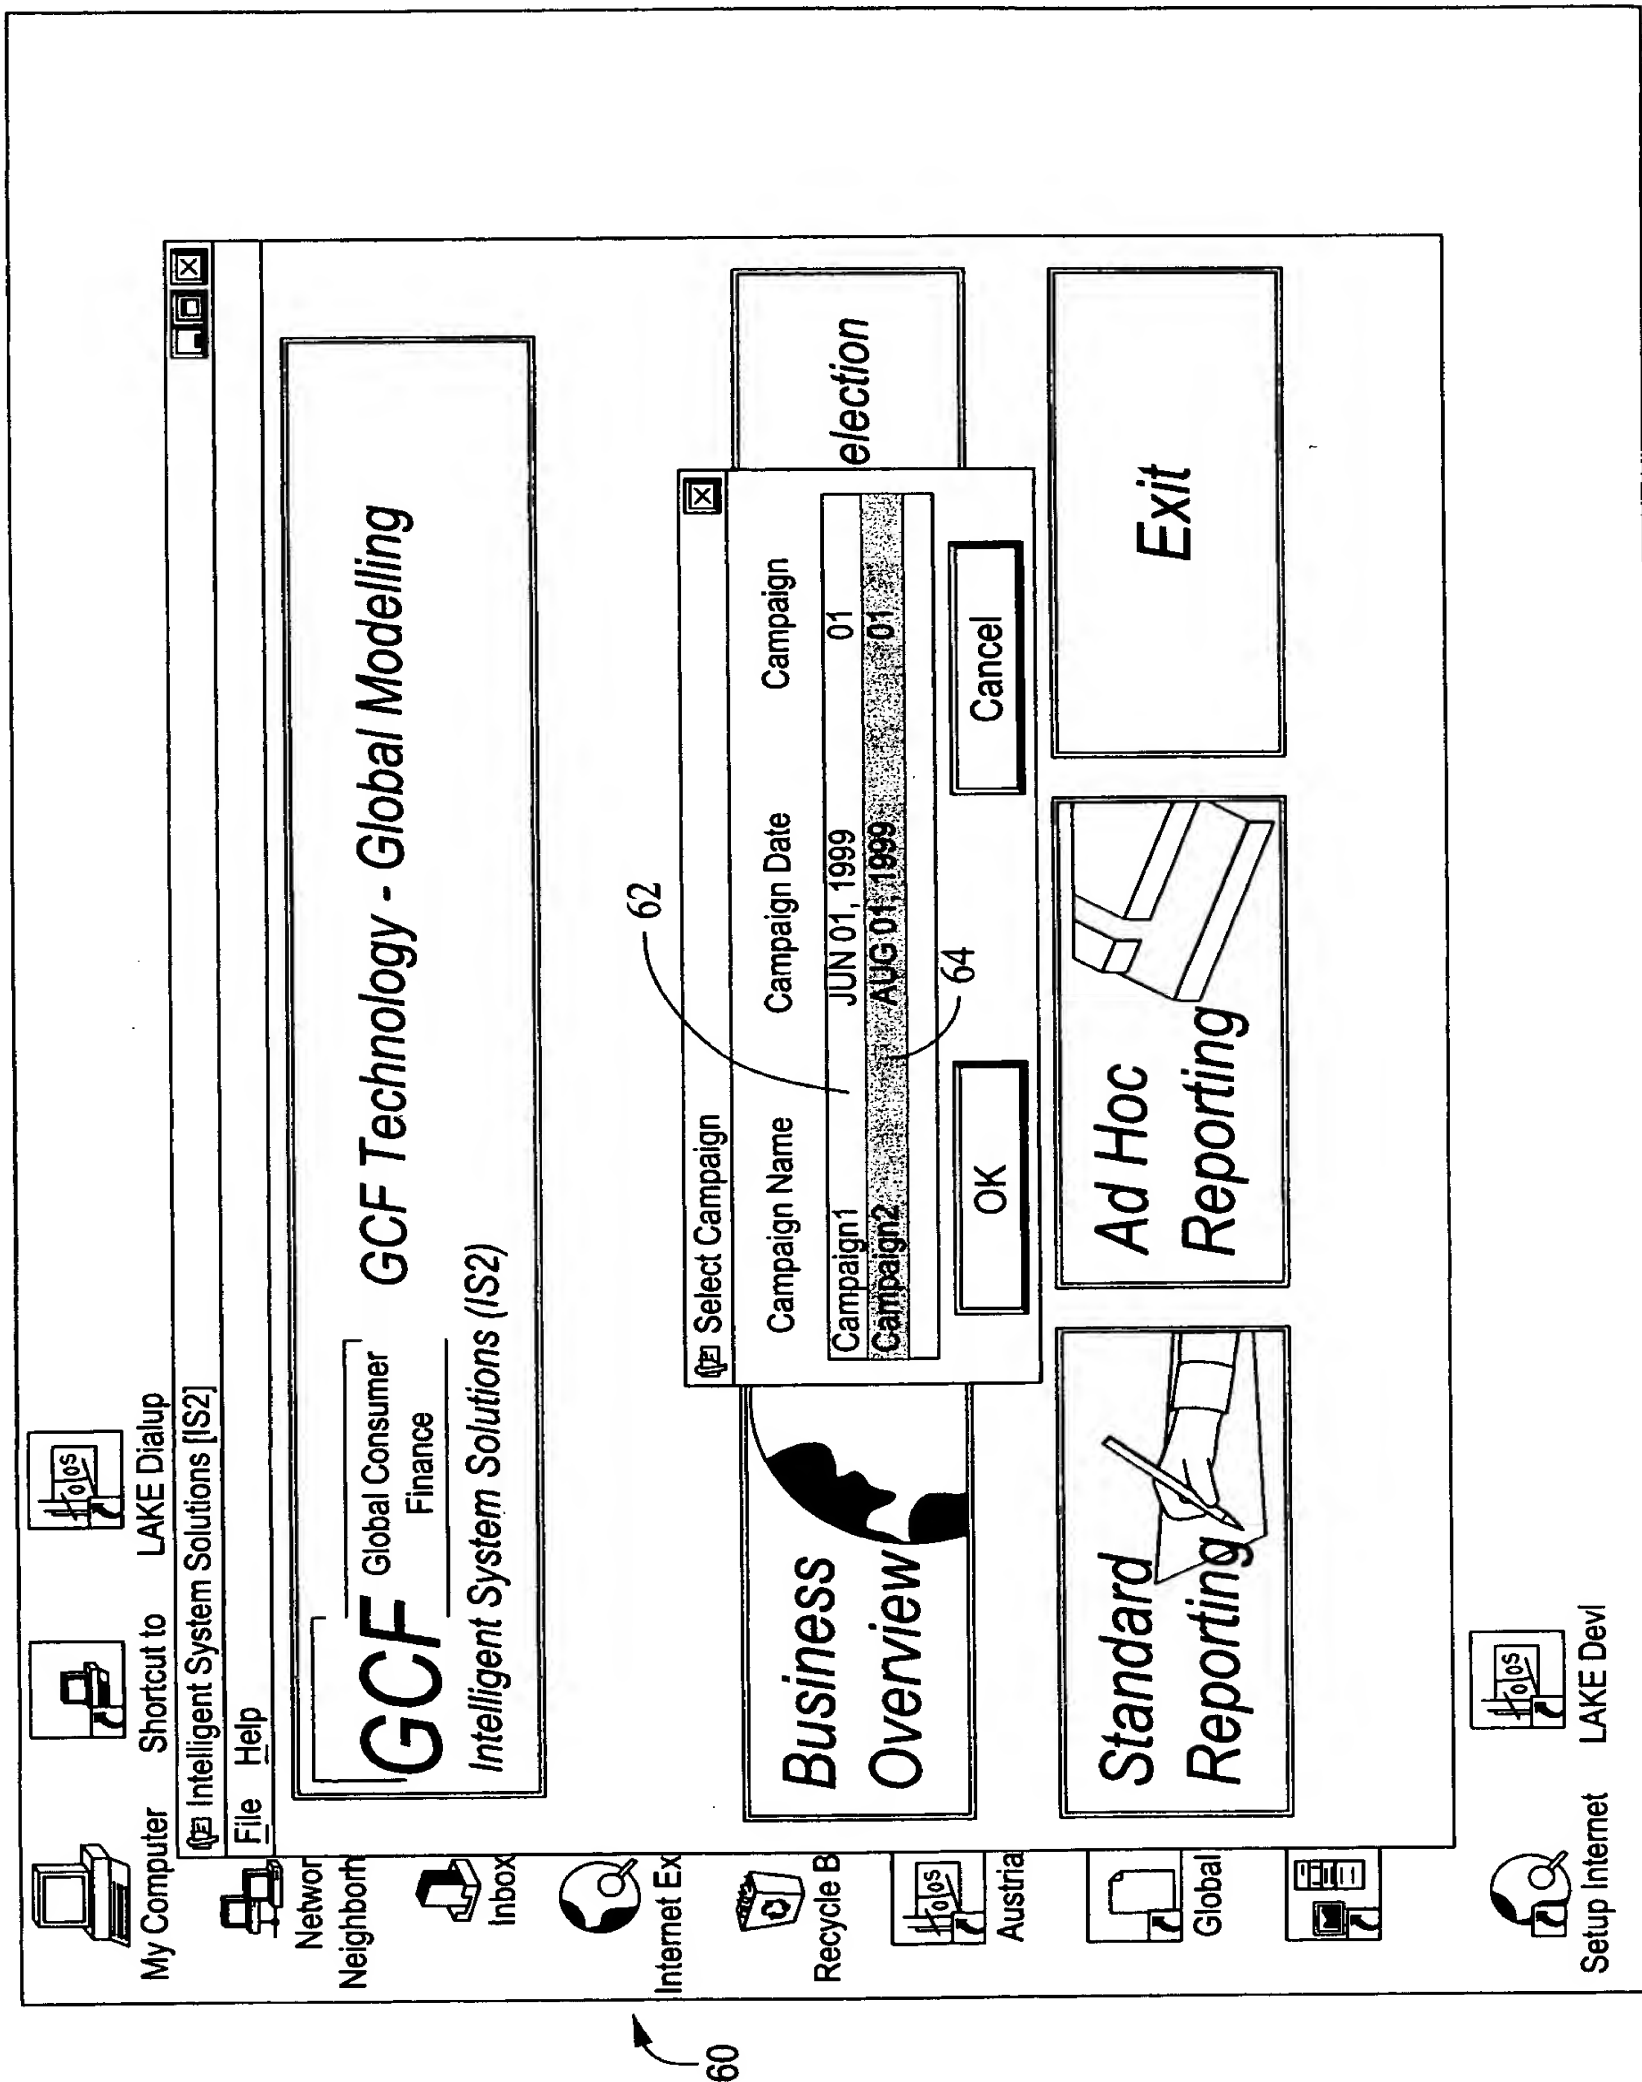 My Computer
Shortcut to
LAKE Dialup
Intelligent System Solutions [IS2]
File Help
GCF Global Consumer
Finance
GCF Technology - Global Modelling
Intelligent System Solutions (IS2)
Networ
Neighborh
Inbox
Internet Ex
Recycle B
Austria
Global
Setup Internet
LAKE Devl
62
Select Campaign
Campaign Name Campaign Date Campaign
Campaign1 JUN 01, 1999 01
Campaign2 AUG 01, 1999 01
64
OK
Cancel
Business
Overview
election
Standard
Reporting
Ad Hoc
Reporting
Exit
60